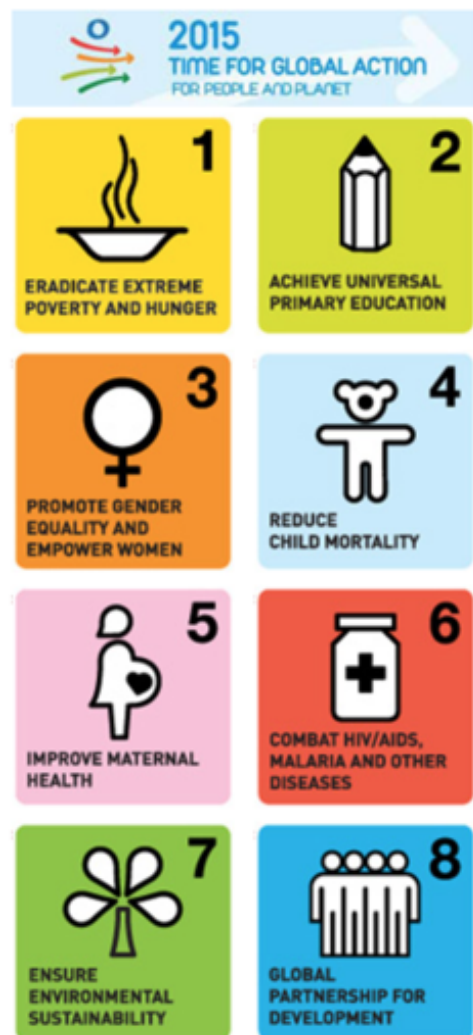 2015
TIME FOR GLOBAL ACTION
FOR PEOPLE AND PLANET
1
ERADICATE EXTREME
POVERTY AND HUNGER
2
ACHIEVE UNIVERSAL
PRIMARY EDUCATION
3
PROMOTE GENDER
EQUALITY AND
EMPOWER WOMEN
4
REDUCE
CHILD MORTALITY
5
IMPROVE MATERNAL
HEALTH
6
COMBAT HIV/AIDS,
MALARIA AND OTHER
DISEASES
7
ENSURE
ENVIRONMENTAL
SUSTAINABILITY
8
GLOBAL
PARTNERSHIP FOR
DEVELOPMENT